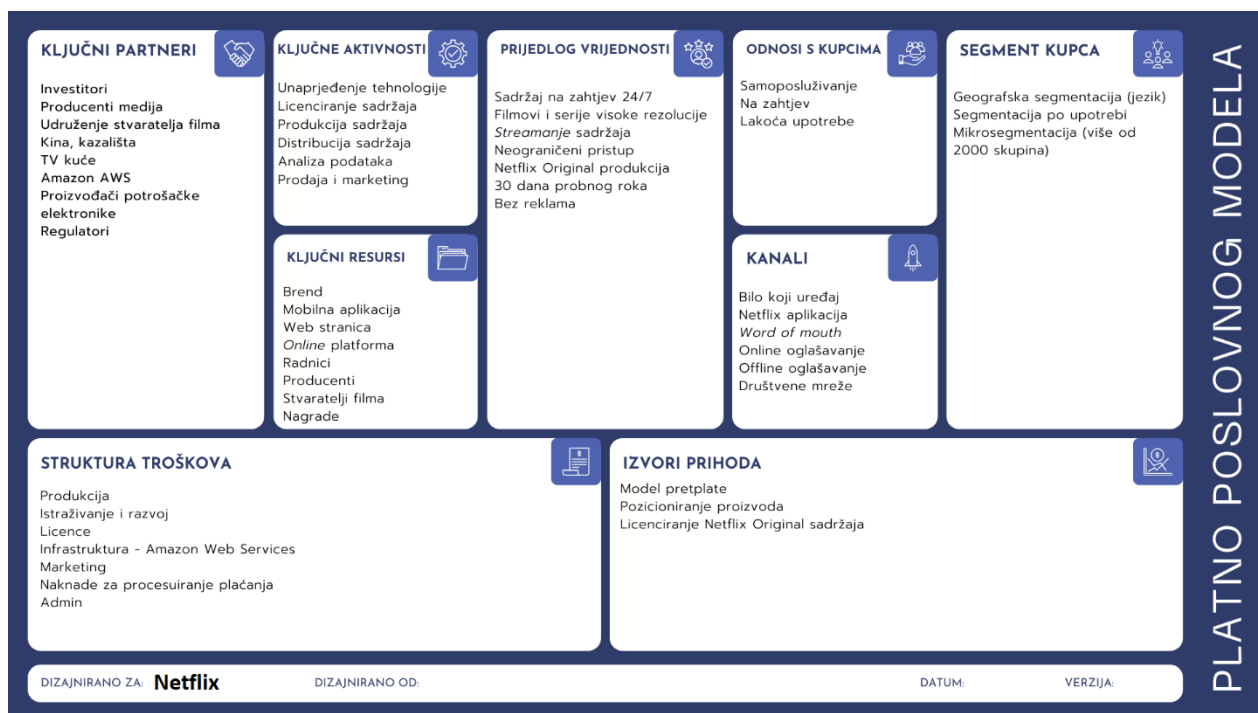 KLJUČNI PARTNERI
Investitori
Producenti medija
Udruženje stvaratelja filma
Kina, kazališta
TV kuće
Amazon AWS
Proizvođači potrošačke
elektronike
Regulatori
KLJUČNE AKTIVNOSTI
Unaprjeđenje tehnologije
Licenciranje sadržaja
Produkcija sadržaja
Distribucija sadržaja
Analiza podataka
Prodaja i marketing
KLJUČNI RESURSI
Brend
Mobilna aplikacija
Web stranica
Online platforma
Radnici
Producenti
Stvaratelji filma
Nagrade
PRIJEDLOG VRIJEDNOSTI
Sadržaj na zahtjev 24/7
Filmovi i serije visoke rezolucije
Streamanje sadržaja
Neograničeni pristup
Netflix Original produkcija
30 dana probnog roka
Bez reklama
ODNOSI S KUPCIMA
Samoposluživanje
Na zahtjev
Lakoća upotrebe
KANALI
Bilo koji uređaj
Netflix aplikacija
Word of mouth
Online oglašavanje
Offline oglašavanje
Društvene mreže
SEGMENT KUPCA
Geografska segmentacija (jezik)
Segmentacija po upotrebi
Mikrosegmentacija (više od
2000 skupina)
STRUKTURA TROŠKOVA
Produkcija
Istraživanje i razvoj
Licence
Infrastruktura - Amazon Web Services
Marketing
Naknade za procesuiranje plaćanja
Admin
IZVORI PRIHODA
Model pretplate
Pozicioniranje proizvoda
Licenciranje Netflix Original sadržaja
DIZAJNIRANO ZA: Netflix
DIZAJNIRANO OD:
DATUM:
VERZIJA:
PLATNO POSLOVNOG MODELA